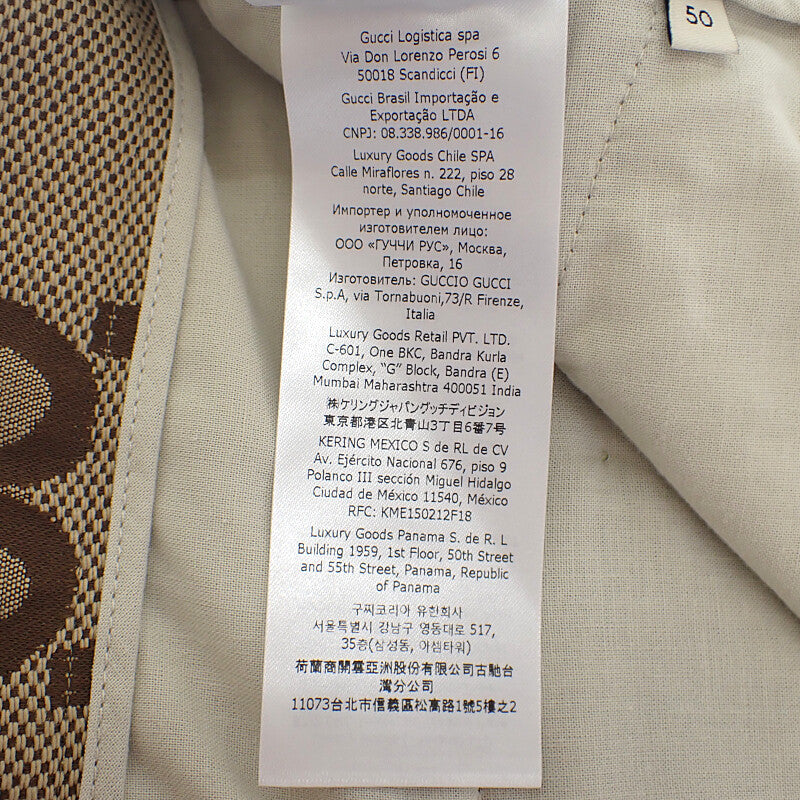 50
Gucci Logistica spa
Via Don Lorenzo Perosi 6
50018 Scandicci (FI)
Gucci Brasil Importação e
Exportação LTDA
CNPJ: 08.338.986/0001-16
Luxury Goods Chile SPA
Calle Miraflores n. 222, piso 28
norte, Santiago Chile
Импортер и уполномоченное
изготовителем лицо:
ООО «ГУЧЧИ РУС», Москва,
Петровка, 16
Изготовитель: GUCCIO GUCCI
S.p.A, via Tornabuoni,73/R Firenze,
Italia
Luxury Goods Retail PVT. LTD.
C-601, One BKC, Bandra Kurla
Complex, “G” Block, Bandra (E)
Mumbai Maharashtra 400051 India
㈱ケリングジャパングッチディビジョン
東京都港区北青山3丁目6番7号
KERING MEXICO S de RL de CV
Av. Ejército Nacional 676, piso 9
Polanco III sección Miguel Hidalgo
Ciudad de México 11540, México
RFC: KME150212F18
Luxury Goods Panama S. de R. L
Building 1959, 1st Floor, 50th Street
and 55th Street, Panama, Republic
of Panama
구찌코리아 유한회사
서울특별시 강남구 영동대로 517,
35층(삼성동, 아셈타워)
荷蘭商開雲亞洲股份有限公司古馳台
灣分公司
11073台北市信義區松高路1號5樓之2